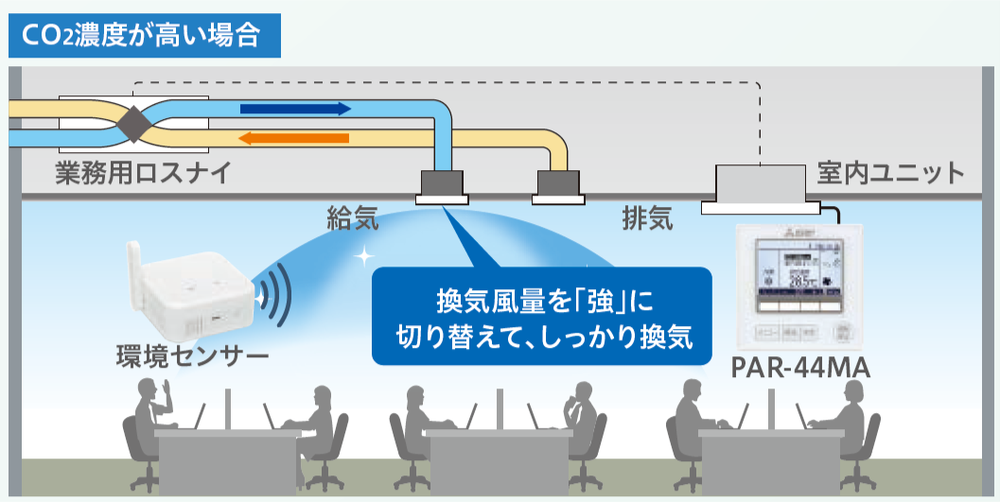 CO2濃度が高い場合
業務用ロスナイ
室内ユニット
給気
排気
換気風量を「強」に
切り替えて、しっかり換気
環境センサー
28.5℃
PAR-44MA